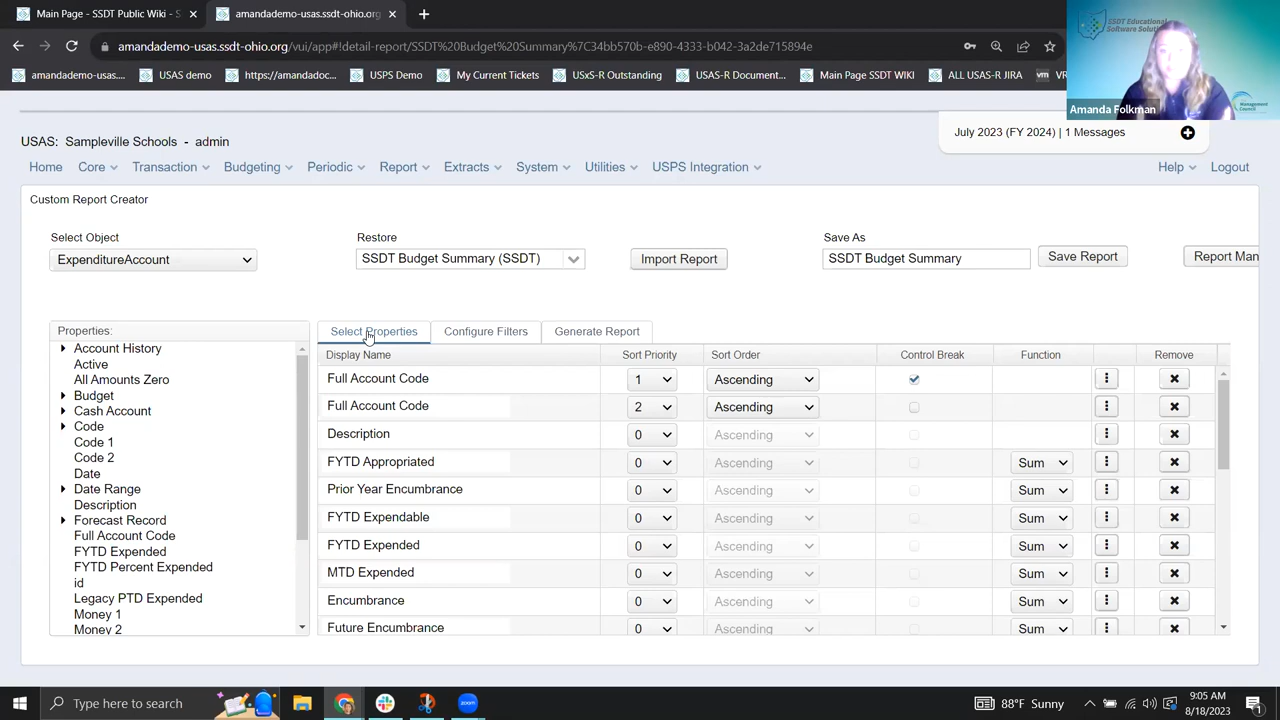 Main Page - SSDT Public Wiki - S
amandademo-usas.ssdt-ohio.org
amandademo-usas.ssdt-ohio.org/vui/app#!detail-report/SSDT%20Budget%20Summary%7C34bb570b-e890-4333-b042-3a2de715894e
SSDT Educational
Software Solutions
Management
Council
Amanda Folkman
amandademo-usas...
USAS demo
https://amandadoc...
USPS Demo
My Current Tickets
USxS-R Outstanding
USAS-R Document...
Main Page SSDT WIKI
ALL USAS-R JIRA
VR
USAS: Sampleville Schools - admin
July 2023 (FY 2024) | 1 Messages
Home Core Transaction Budgeting Periodic Report Extracts System Utilities USPS Integration Help Logout
Custom Report Creator
Select Object
Restore
Save As
ExpenditureAccount
SSDT Budget Summary (SSDT)
Import Report
SSDT Budget Summary
Save Report
Report Man
Properties:
Account History
Active
All Amounts Zero
Budget
Cash Account
Code
Code 1
Code 2
Date
Date Range
Description
Forecast Record
Full Account Code
FYTD Expended
FYTD Percent Expended
id
Legacy PTD Expended
Money 1
Money 2
Select Properties Configure Filters Generate Report
Display Name Sort Priority Sort Order Control Break Function Remove
Full Account Code 1 Ascending
Full Account Code 2 Ascending
Description 0 Ascending
FYTD Appropriated 0 Ascending Sum
Prior Year Encumbrance 0 Ascending Sum
FYTD Expendable 0 Ascending Sum
FYTD Expended 0 Ascending Sum
MTD Expended 0 Ascending Sum
Encumbrance 0 Ascending Sum
Future Encumbrance 0 Ascending Sum
Type here to search
88°F Sunny
9:05 AM
8/18/2023
1